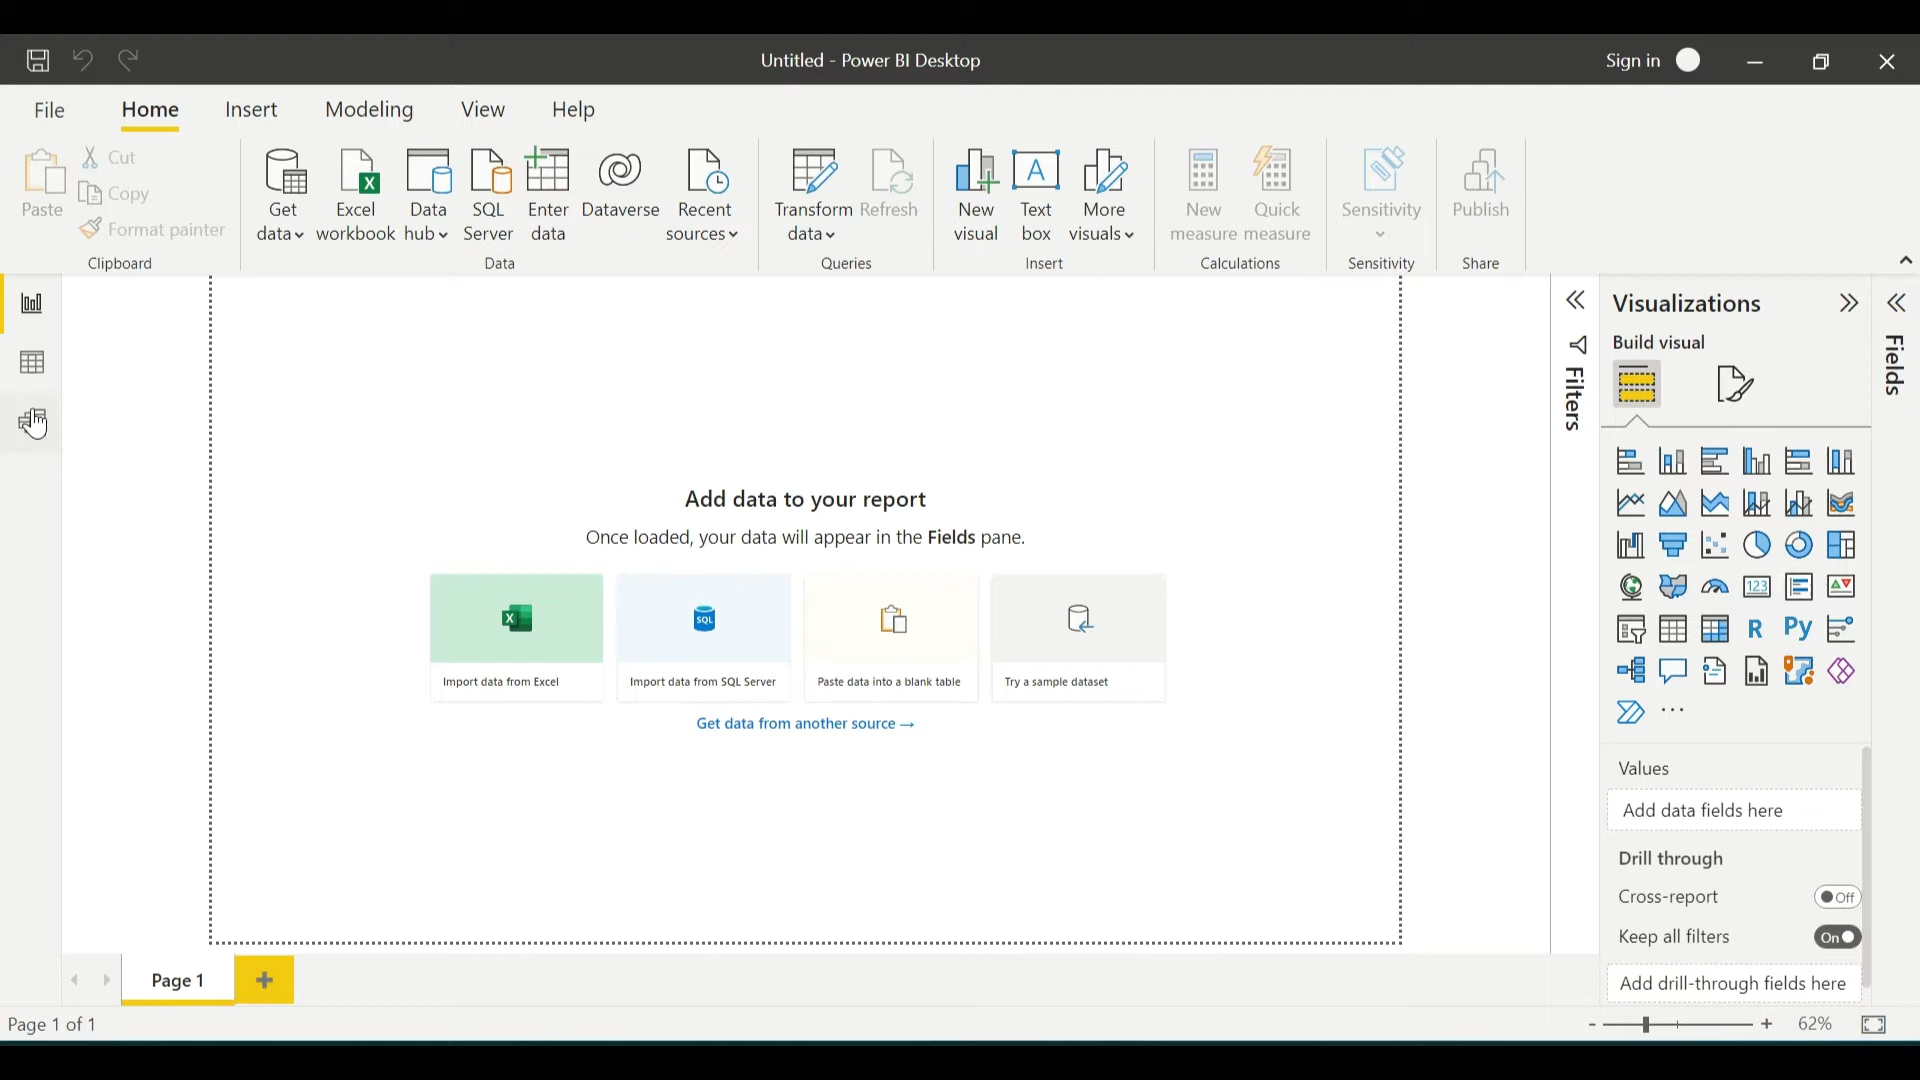 Untitled - Power BI Desktop
Sign in
File Home Insert Modeling View Help
Paste
Cut
Copy
Format painter
Clipboard
Get data
Excel workbook
Data hub
SQL Server
Enter data
Dataverse
Recent sources
Data
Transform data
Refresh
Queries
New visual
A
Text box
More visuals
Insert
New measure
Quick measure
Calculations
Sensitivity
Sensitivity
Publish
Share
Filters
Visualizations
Build visual
Fields
123
R
Py
Add data to your report
Once loaded, your data will appear in the Fields pane.
X
SQL
Import data from Excel
Import data from SQL Server
Paste data into a blank table
Try a sample dataset
Get data from another source →
Values
Add data fields here
Drill through
Cross-report
Off
Keep all filters
On
Add drill-through fields here
Page 1
+
Page 1 of 1
- + 62%